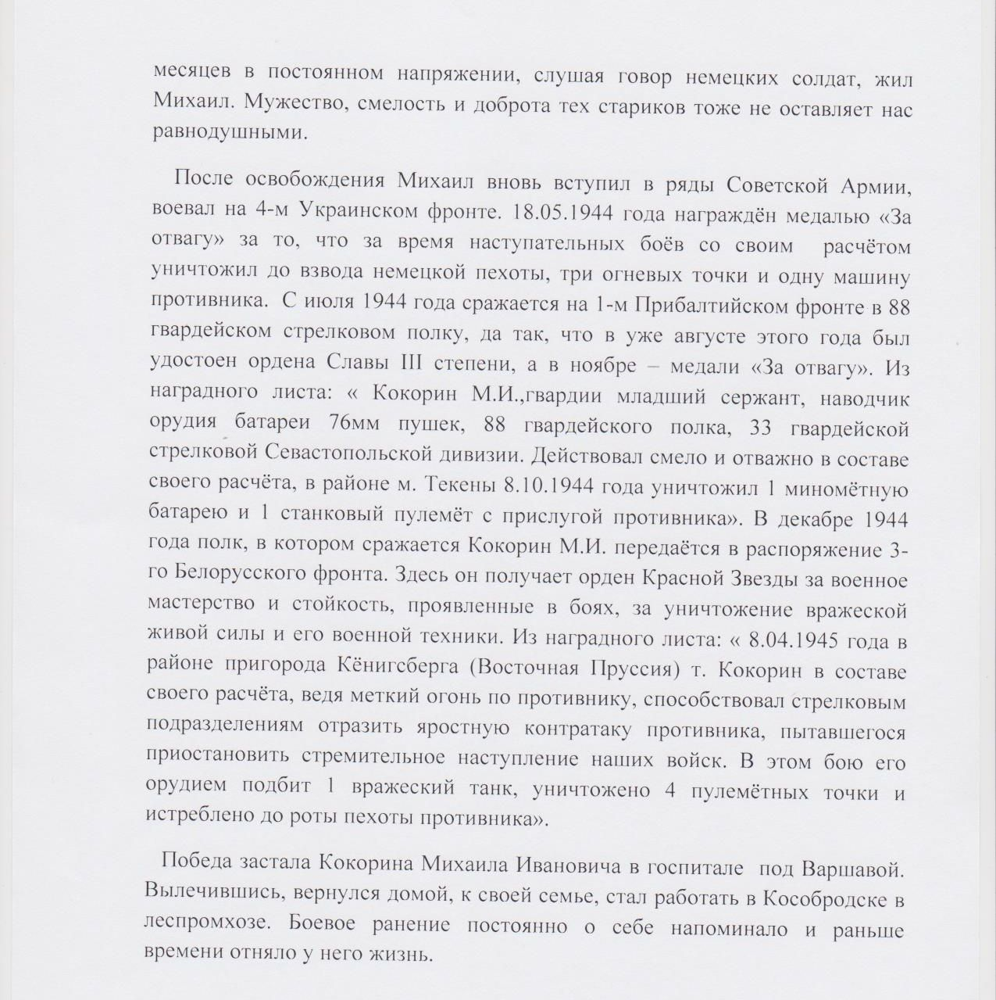 месяцев в постоянном напряжении, слушая говор немецких солдат, жил
Михаил. Мужество, смелость и доброта тех стариков тоже не оставляет нас
равнодушными.
После освобождения Михаил вновь вступил в ряды Советской Армии,
воевал на 4-м Украинском фронте. 18.05.1944 года награждён медалью «За
отвагу» за то, что за время наступательных боёв со своим расчётом
уничтожил до взвода немецкой пехоты, три огневых точки и одну машину
противника. С июля 1944 года сражается на 1-м Прибалтийском фронте в 88
гвардейском стрелковом полку, да так, что в уже августе этого года был
удостоен ордена Славы III степени, а в ноябре – медали «За отвагу». Из
наградного листа: « Кокорин М.И.,гвардии младший сержант, наводчик
орудия батареи 76мм пушек, 88 гвардейского полка, 33 гвардейской
стрелковой Севастопольской дивизии. Действовал смело и отважно в составе
своего расчёта, в районе м. Текены 8.10.1944 года уничтожил 1 миномётную
батарею и 1 станковый пулемёт с прислугой противника». В декабре 1944
года полк, в котором сражается Кокорин М.И. передаётся в распоряжение 3-
го Белорусского фронта. Здесь он получает орден Красной Звезды за военное
мастерство и стойкость, проявленные в боях, за уничтожение вражеской
живой силы и его военной техники. Из наградного листа: « 8.04.1945 года в
районе пригорода Кёнигсберга (Восточная Пруссия) т. Кокорин в составе
своего расчёта, ведя меткий огонь по противнику, способствовал стрелковым
подразделениям отразить яростную контратаку противника, пытавшегося
приостановить стремительное наступление наших войск. В этом бою его
орудием подбит 1 вражеский танк, уничтожено 4 пулемётных точки и
истреблено до роты пехоты противника».
Победа застала Кокорина Михаила Ивановича в госпитале под Варшавой.
Вылечившись, вернулся домой, к своей семье, стал работать в Кособродске в
леспромхозе. Боевое ранение постоянно о себе напоминало и раньше
времени отняло у него жизнь.